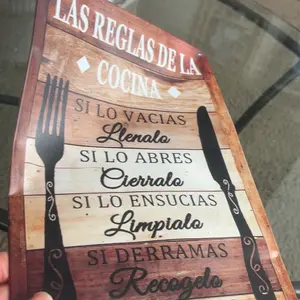 LAS REGLAS DE LA
COCINA
SI LO VACIAS
Llenalo
SI LO ABRES
Cierralo
SI LO ENSUCIAS
Limpialo
SI DERRAMAS
Recogelo